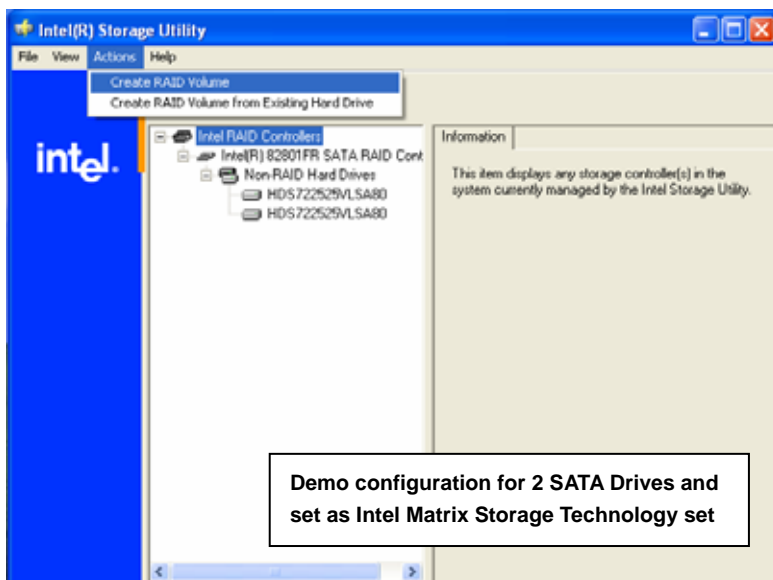 Intel(R) Storage Utility
File View Actions Help
Create RAID Volume
Create RAID Volume from Existing Hard Drive
intel.
Intel RAID Controllers
Intel(R) 82801FR SATA RAID Cont
Non-RAID Hard Drives
HDS722525VLSA80
HDS722525VLSA80
Information
This item displays any storage controller(s) in the
system currently managed by the Intel Storage Utility.
Demo configuration for 2 SATA Drives and
set as Intel Matrix Storage Technology set